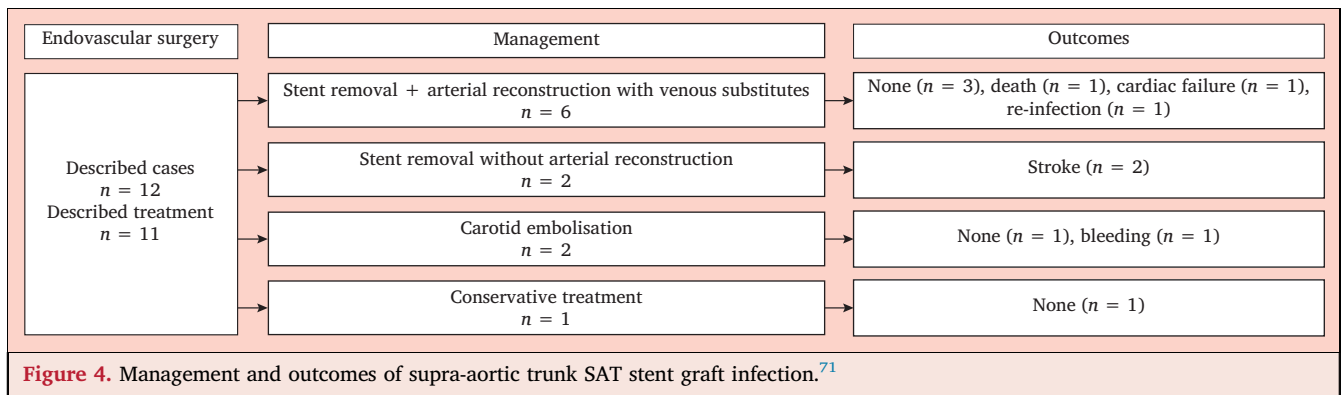 Endovascular surgery
Management
Outcomes
Described cases
n = 12
Described treatment
n = 11
Stent removal + arterial reconstruction with venous substitutes
n = 6
None (n = 3), death (n = 1), cardiac failure (n = 1),
re-infection (n = 1)
Stent removal without arterial reconstruction
n = 2
Stroke (n = 2)
Carotid embolisation
n = 2
None (n = 1), bleeding (n = 1)
Conservative treatment
n = 1
None (n = 1)
Figure 4. Management and outcomes of supra-aortic trunk SAT stent graft infection.71